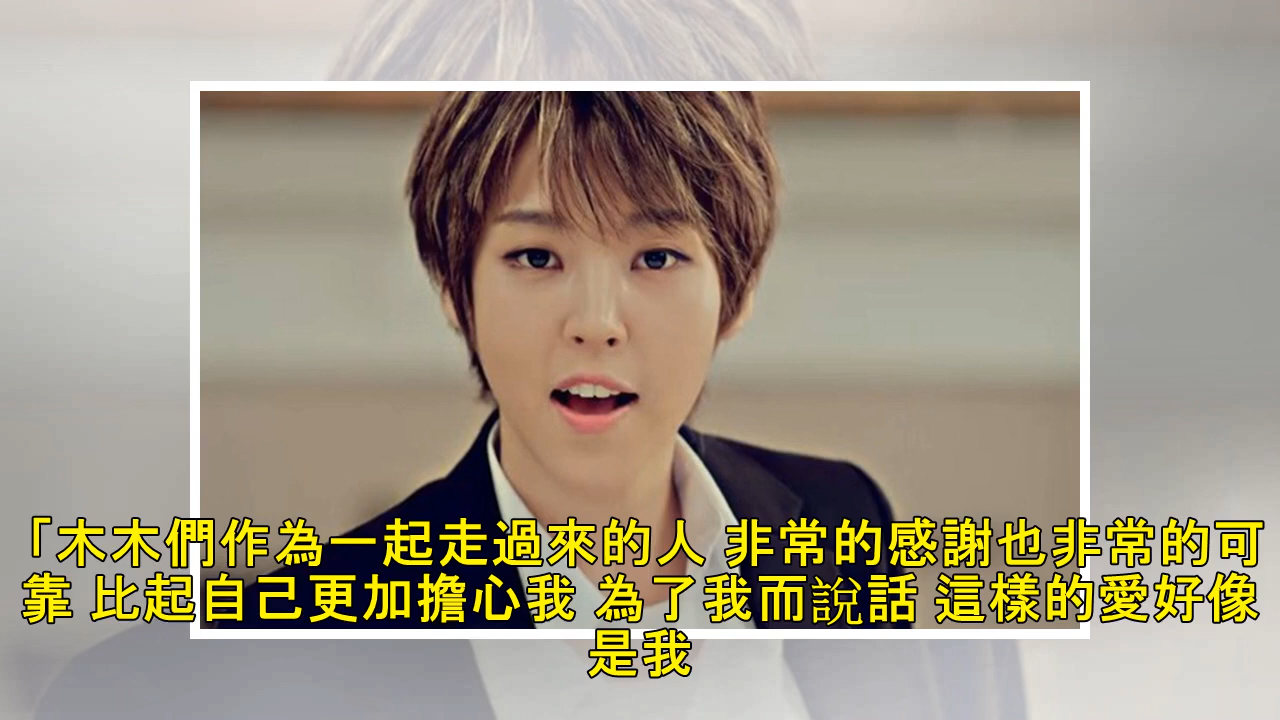 「木木們作為一起走過來的人 非常的感謝也非常的可
靠 比起自己更加擔心我 為了我而說話 這樣的愛好像
是我